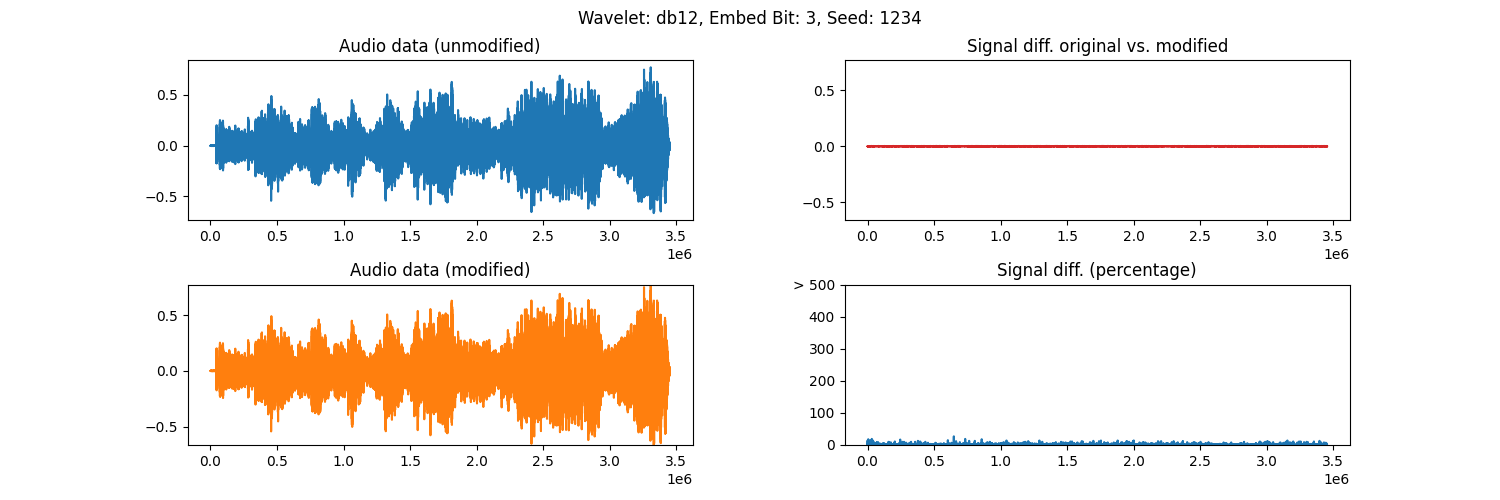 Wavelet: db12, Embed Bit: 3, Seed: 1234
Audio data (unmodified)
0.5
0.0
−0.5
0.0 0.5 1.0 1.5 2.0 2.5 3.0 3.5
1e6
Signal diff. original vs. modified
0.5
0.0
−0.5
0.0 0.5 1.0 1.5 2.0 2.5 3.0 3.5
1e6
Audio data (modified)
0.5
0.0
−0.5
0.0 0.5 1.0 1.5 2.0 2.5 3.0 3.5
1e6
Signal diff. (percentage)
> 500
400
300
200
100
0
0.0 0.5 1.0 1.5 2.0 2.5 3.0 3.5
1e6